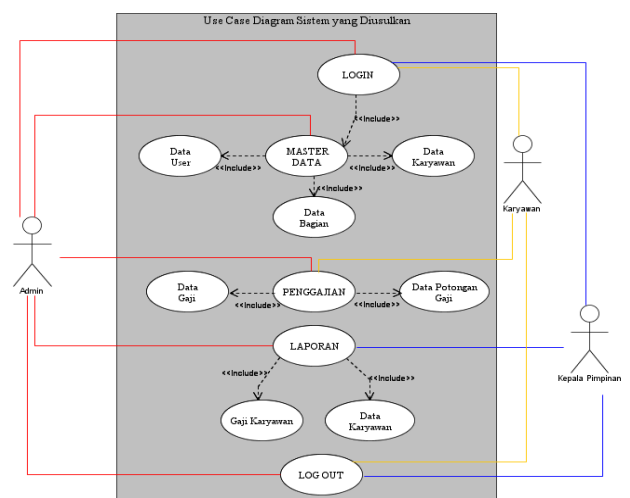 Use Case Diagram Sistem yang Diusulkan
LOGIN
<<Include>>
Data
User
<<Include>>
MASTER
DATA
<<Include>>
Data
Karyawan
<<Include>>
Data
Bagian
Karyawan
Admin
Data
Gaji
<<Include>>
PENGGAJIAN
<<Include>>
Data Potongan
Gaji
LAPORAN
<<Include>>
<<Include>>
Kepala Pimpinan
Gaji Karyawan
Data
Karyawan
LOG OUT